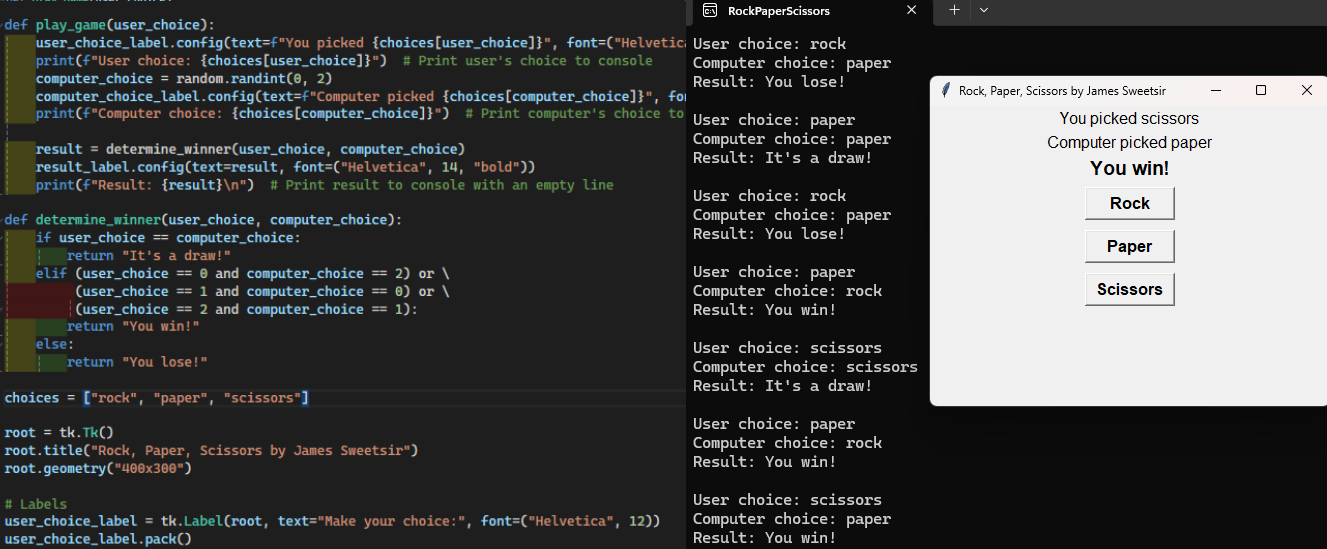 def play_game(user_choice):
    user_choice_label.config(text=f"You picked {choices[user_choice]}", font=("Helvetica
    print(f"User choice: {choices[user_choice]}")  # Print user's choice to console
    computer_choice = random.randint(0, 2)
    computer_choice_label.config(text=f"Computer picked {choices[computer_choice]}", fo
    print(f"Computer choice: {choices[computer_choice]}")  # Print computer's choice to
    result = determine_winner(user_choice, computer_choice)
    result_label.config(text=result, font=("Helvetica", 14, "bold"))
    print(f"Result: {result}\n")  # Print result to console with an empty line
def determine_winner(user_choice, computer_choice):
    if user_choice == computer_choice:
        return "It's a draw!"
    elif (user_choice == 0 and computer_choice == 2) or \
         (user_choice == 1 and computer_choice == 0) or \
         (user_choice == 2 and computer_choice == 1):
        return "You win!"
    else:
        return "You lose!"
choices = ["rock", "paper", "scissors"]
root = tk.Tk()
root.title("Rock, Paper, Scissors by James Sweetsir")
root.geometry("400x300")
# Labels
user_choice_label = tk.Label(root, text="Make your choice:", font=("Helvetica", 12))
user_choice_label.pack()
RockPaperScissors
User choice: rock
Computer choice: paper
Result: You lose!
User choice: paper
Computer choice: paper
Result: It's a draw!
User choice: rock
Computer choice: paper
Result: You lose!
User choice: paper
Computer choice: rock
Result: You win!
User choice: scissors
Computer choice: scissors
Result: It's a draw!
User choice: paper
Computer choice: rock
Result: You win!
User choice: scissors
Computer choice: paper
Result: You win!
Rock, Paper, Scissors by James Sweetsir
You picked scissors
Computer picked paper
You win!
Rock
Paper
Scissors